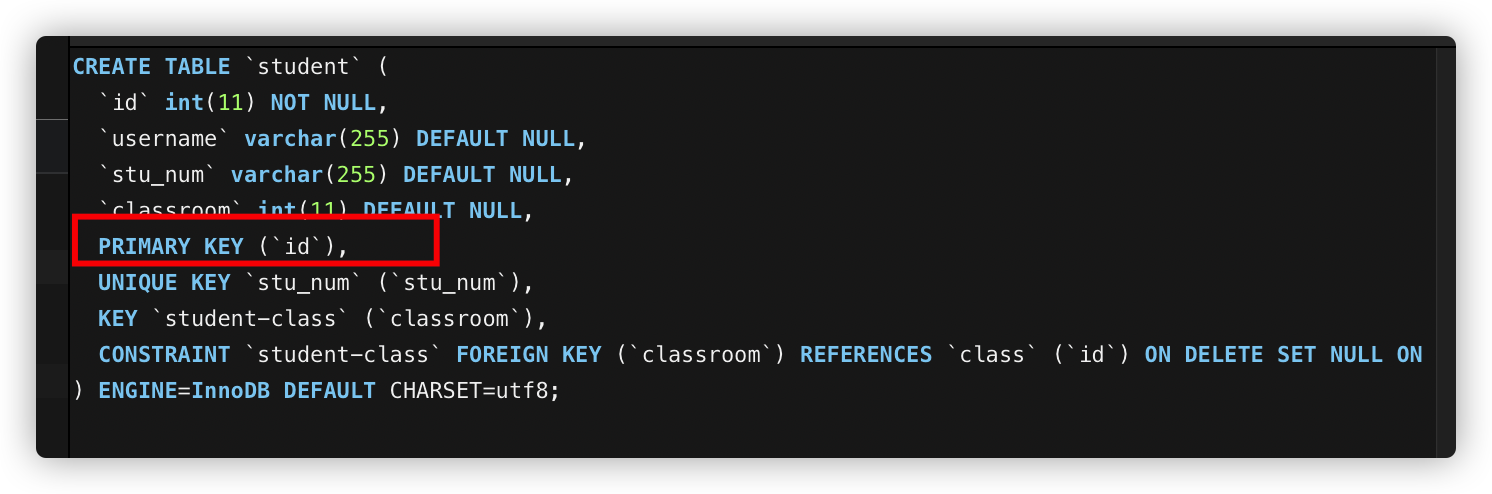 CREATE TABLE `student` (
  `id` int(11) NOT NULL,
  `username` varchar(255) DEFAULT NULL,
  `stu_num` varchar(255) DEFAULT NULL,
  `classroom` int(11) DEFAULT NULL,
  PRIMARY KEY (`id`),
  UNIQUE KEY `stu_num` (`stu_num`),
  KEY `student-class` (`classroom`),
  CONSTRAINT `student-class` FOREIGN KEY (`classroom`) REFERENCES `class` (`id`) ON DELETE SET NULL ON
) ENGINE=InnoDB DEFAULT CHARSET=utf8;